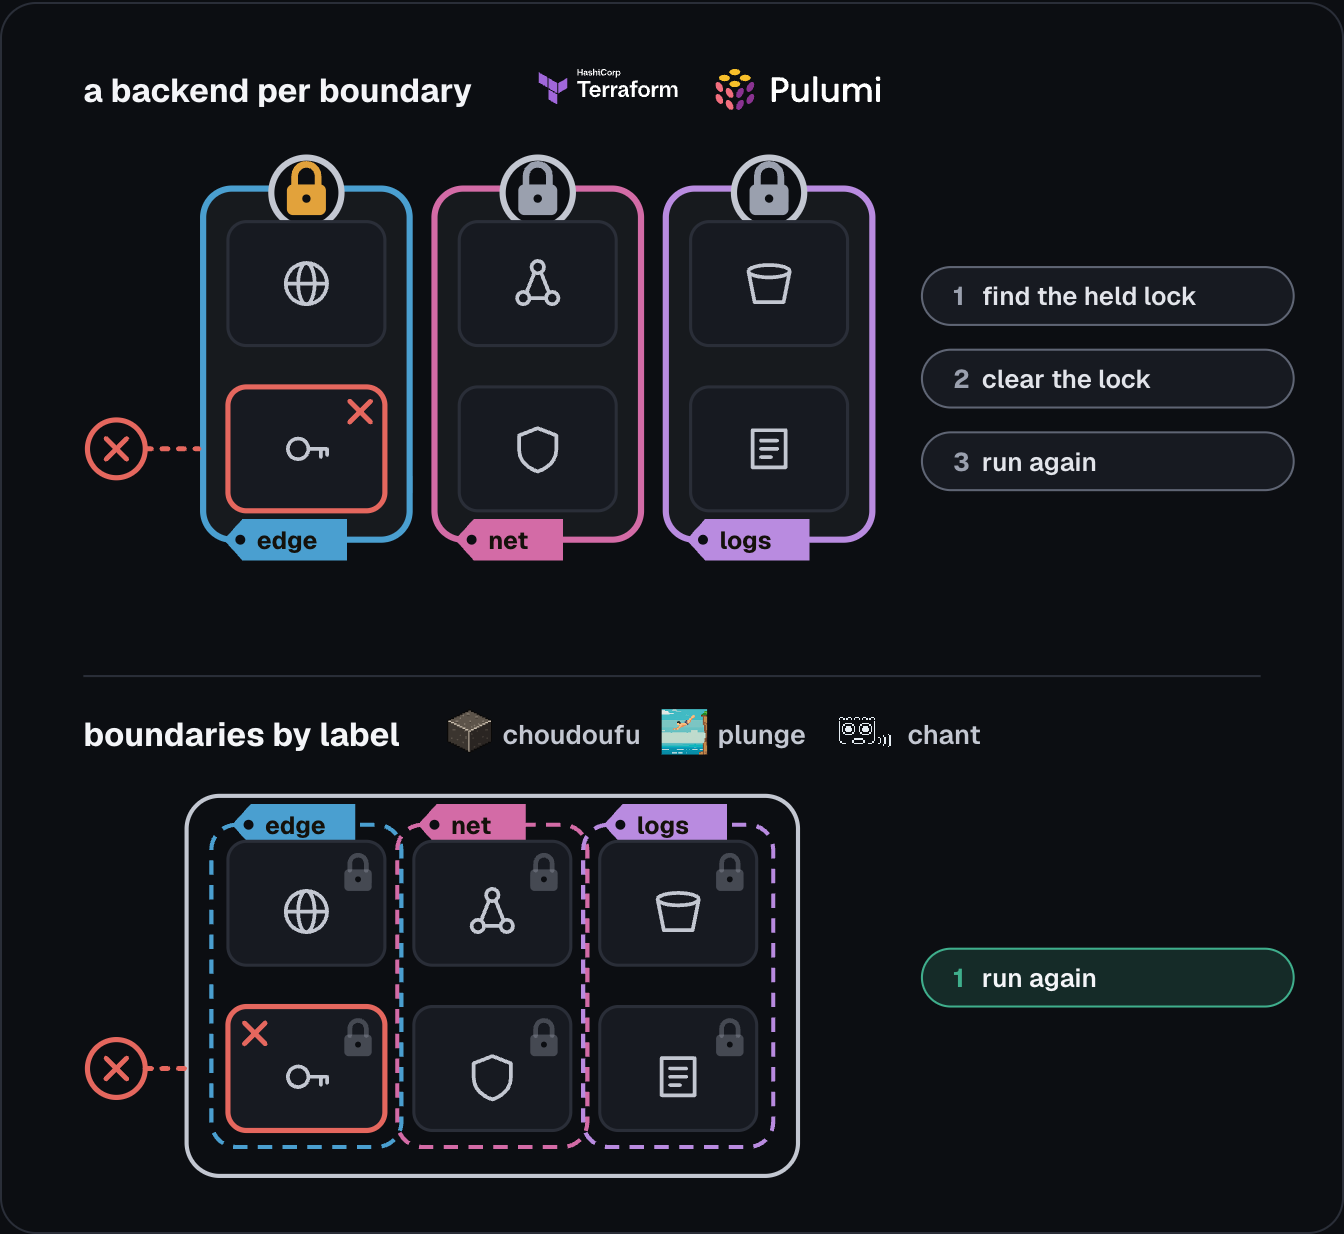 a backend per boundary
HashiCorp
Terraform
Pulumi
1 find the held lock
2 clear the lock
3 run again
edge
net
logs
boundaries by label
choudoufu
plunge
chant
edge
net
logs
1 run again